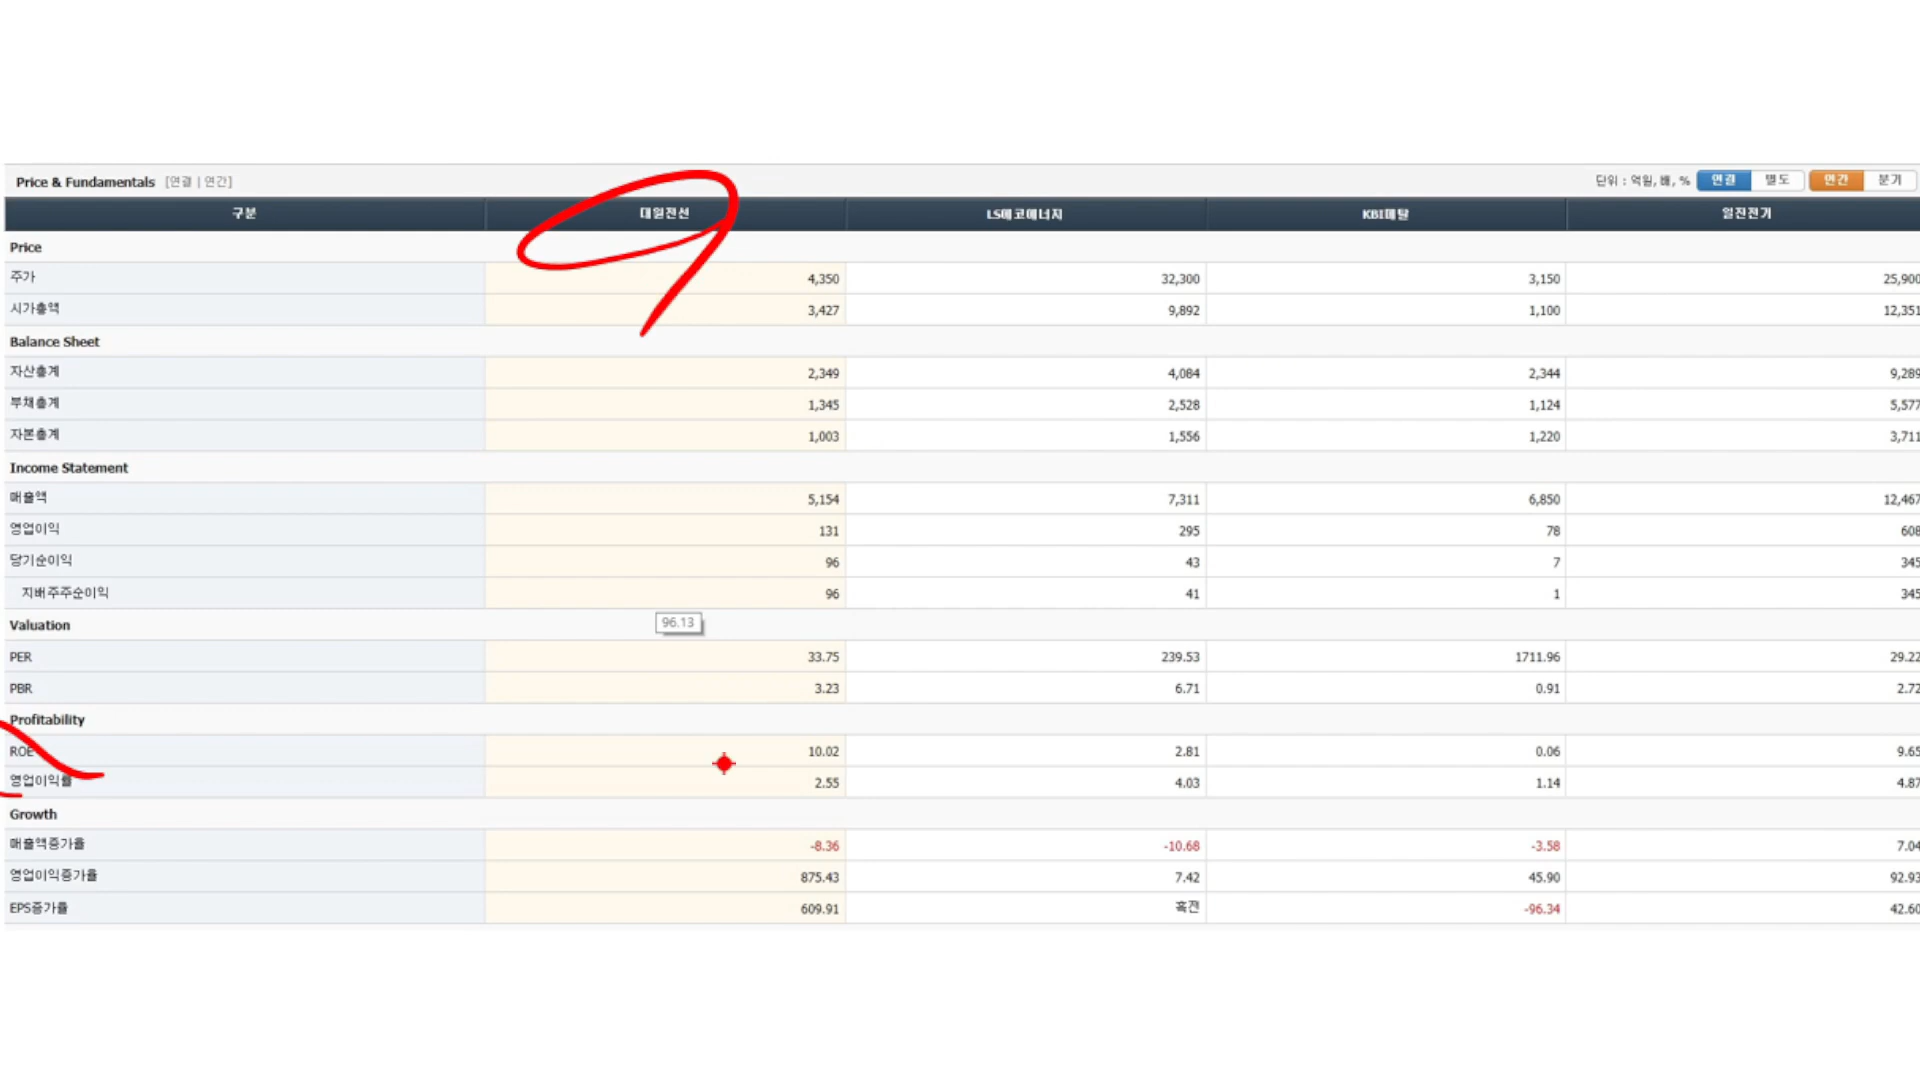 Price & Fundamentals [연결 | 연간] 단위 : 억원, 배, % 연결 별도 연간 분기
구분 대원전선 LS에코에너지 KBI메탈 일진전기
Price
주가 4,350 32,300 3,150 25,900
시가총액 3,427 9,892 1,100 12,351
Balance Sheet
자산총계 2,349 4,084 2,344 9,289
부채총계 1,345 2,528 1,124 5,577
자본총계 1,003 1,556 1,220 3,711
Income Statement
매출액 5,154 7,311 6,850 12,467
영업이익 131 295 78 608
당기순이익 96 43 7 345
지배주주순이익 96 41 1 345
Valuation 96.13
PER 33.75 239.53 1711.96 29.22
PBR 3.23 6.71 0.91 2.72
Profitability
ROE 10.02 2.81 0.06 9.65
영업이익률 2.55 4.03 1.14 4.87
Growth
매출액증가율 -8.36 -10.68 -3.58 7.04
영업이익증가율 875.43 7.42 45.90 92.93
EPS증가율 609.91 흑전 -96.34 42.60